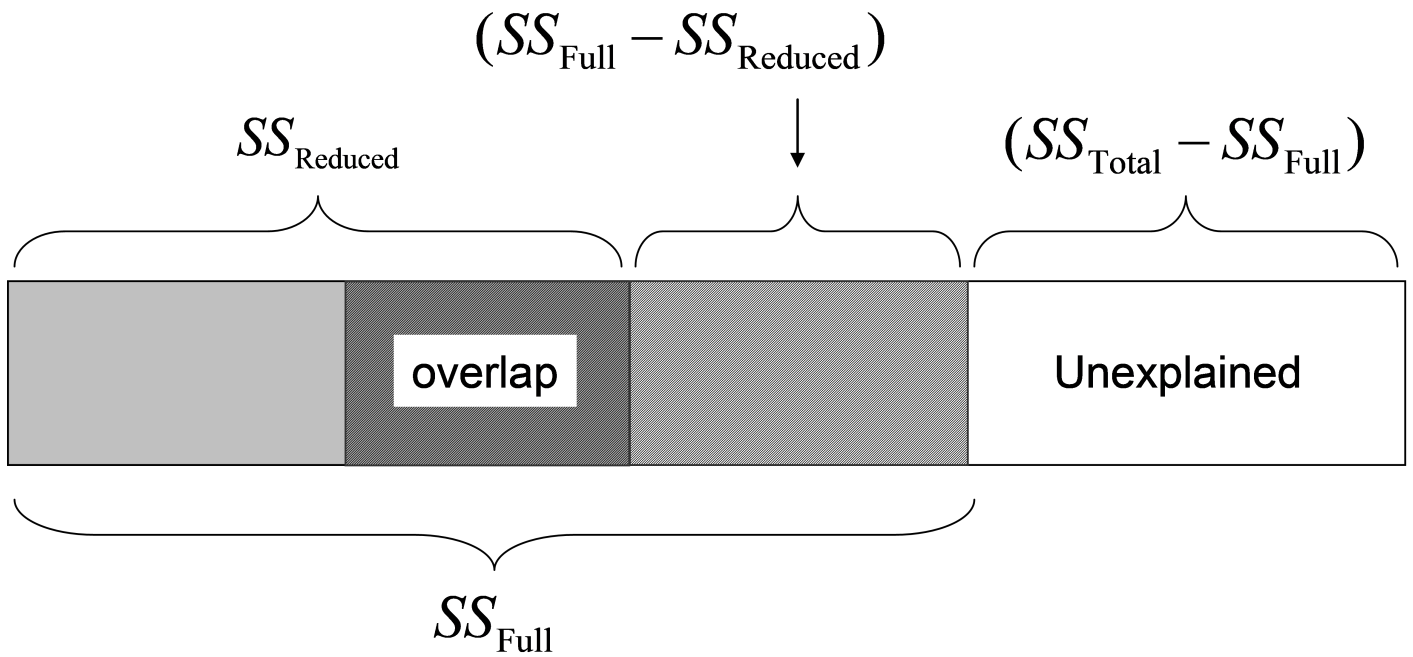 (SS_Full − SS_Reduced)
SS_Reduced
(SS_Total − SS_Full)
overlap
Unexplained
SS_Full